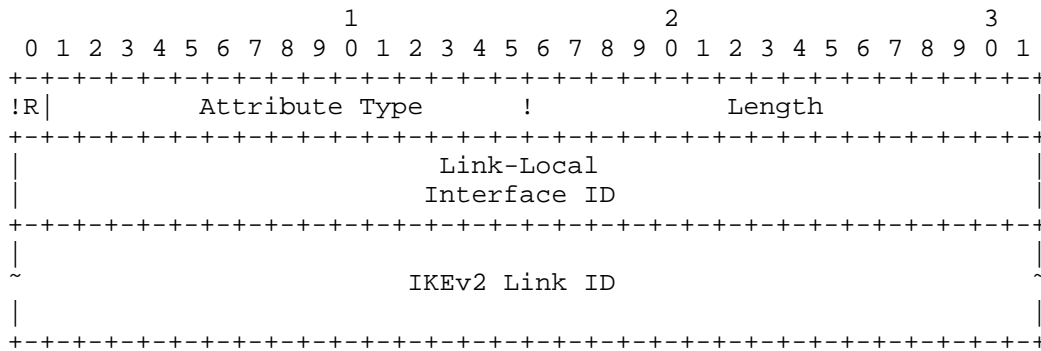 1                   2                   3
 0 1 2 3 4 5 6 7 8 9 0 1 2 3 4 5 6 7 8 9 0 1 2 3 4 5 6 7 8 9 0 1
+-+-+-+-+-+-+-+-+-+-+-+-+-+-+-+-+-+-+-+-+-+-+-+-+-+-+-+-+-+-+-+-+
!R|         Attribute Type      !            Length             |
+-+-+-+-+-+-+-+-+-+-+-+-+-+-+-+-+-+-+-+-+-+-+-+-+-+-+-+-+-+-+-+-+
|                          Link-Local                           |
|                         Interface ID                          |
+-+-+-+-+-+-+-+-+-+-+-+-+-+-+-+-+-+-+-+-+-+-+-+-+-+-+-+-+-+-+-+-+
|                                                               |
~                        IKEv2 Link ID                          ~
|                                                               |
+-+-+-+-+-+-+-+-+-+-+-+-+-+-+-+-+-+-+-+-+-+-+-+-+-+-+-+-+-+-+-+-+